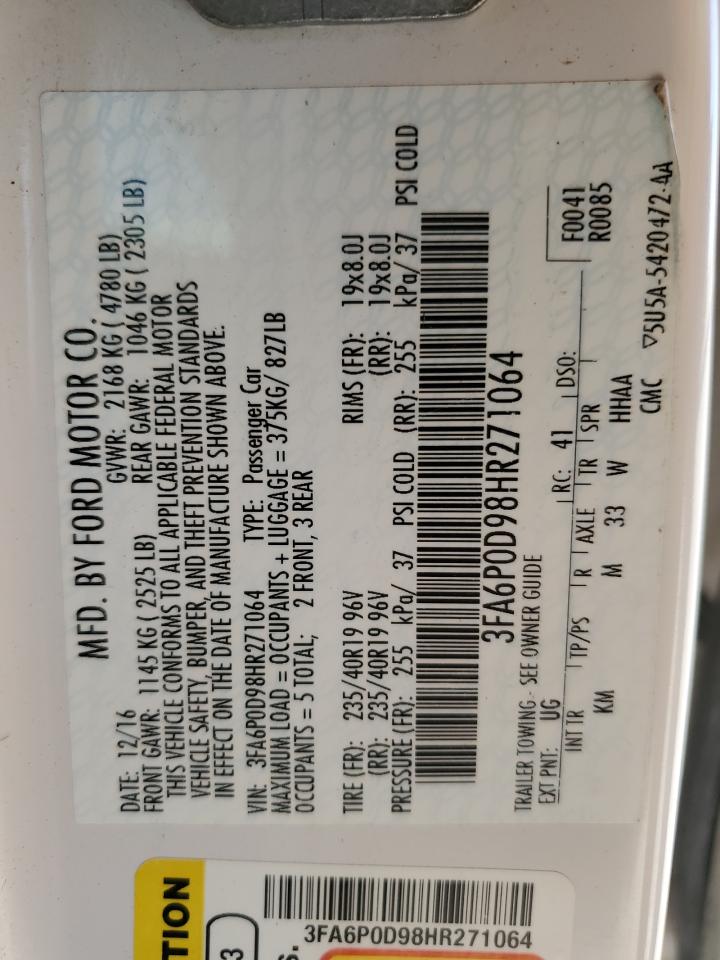 MFD. BY FORD MOTOR CO.
DATE: 12/16 GVWR: 2168 KG ( 4780 LB)
FRONT GAWR: 1145 KG ( 2525 LB) REAR GAWR: 1046 KG ( 2305 LB)
THIS VEHICLE CONFORMS TO ALL APPLICABLE FEDERAL MOTOR
VEHICLE SAFETY, BUMPER, AND THEFT PREVENTION STANDARDS
IN EFFECT ON THE DATE OF MANUFACTURE SHOWN ABOVE.
VIN: 3FA6P0D98HR271064 TYPE: Passenger Car
MAXIMUM LOAD = OCCUPANTS + LUGGAGE = 375KG/ 827LB
OCCUPANTS = 5 TOTAL; 2 FRONT, 3 REAR
TIRE (FR): 235/40R19 96V RIMS (FR): 19x8.0J
(RR): 235/40R19 96V (RR): 19x8.0J
PRESSURE (FR): 255 kPa/ 37 PSI COLD (RR): 255 kPa/ 37 PSI COLD
3FA6P0D98HR271064
TRAILER TOWING - SEE OWNER GUIDE
EXT PNT: UG RC: 41 DSO: F0041
R0085
INT TR TP/PS R AXLE TR SPR
KM M 33 W HHAA
CMC ▽5U5A-5420472-AA
TION
3
S.
3FA6P0D98HR271064